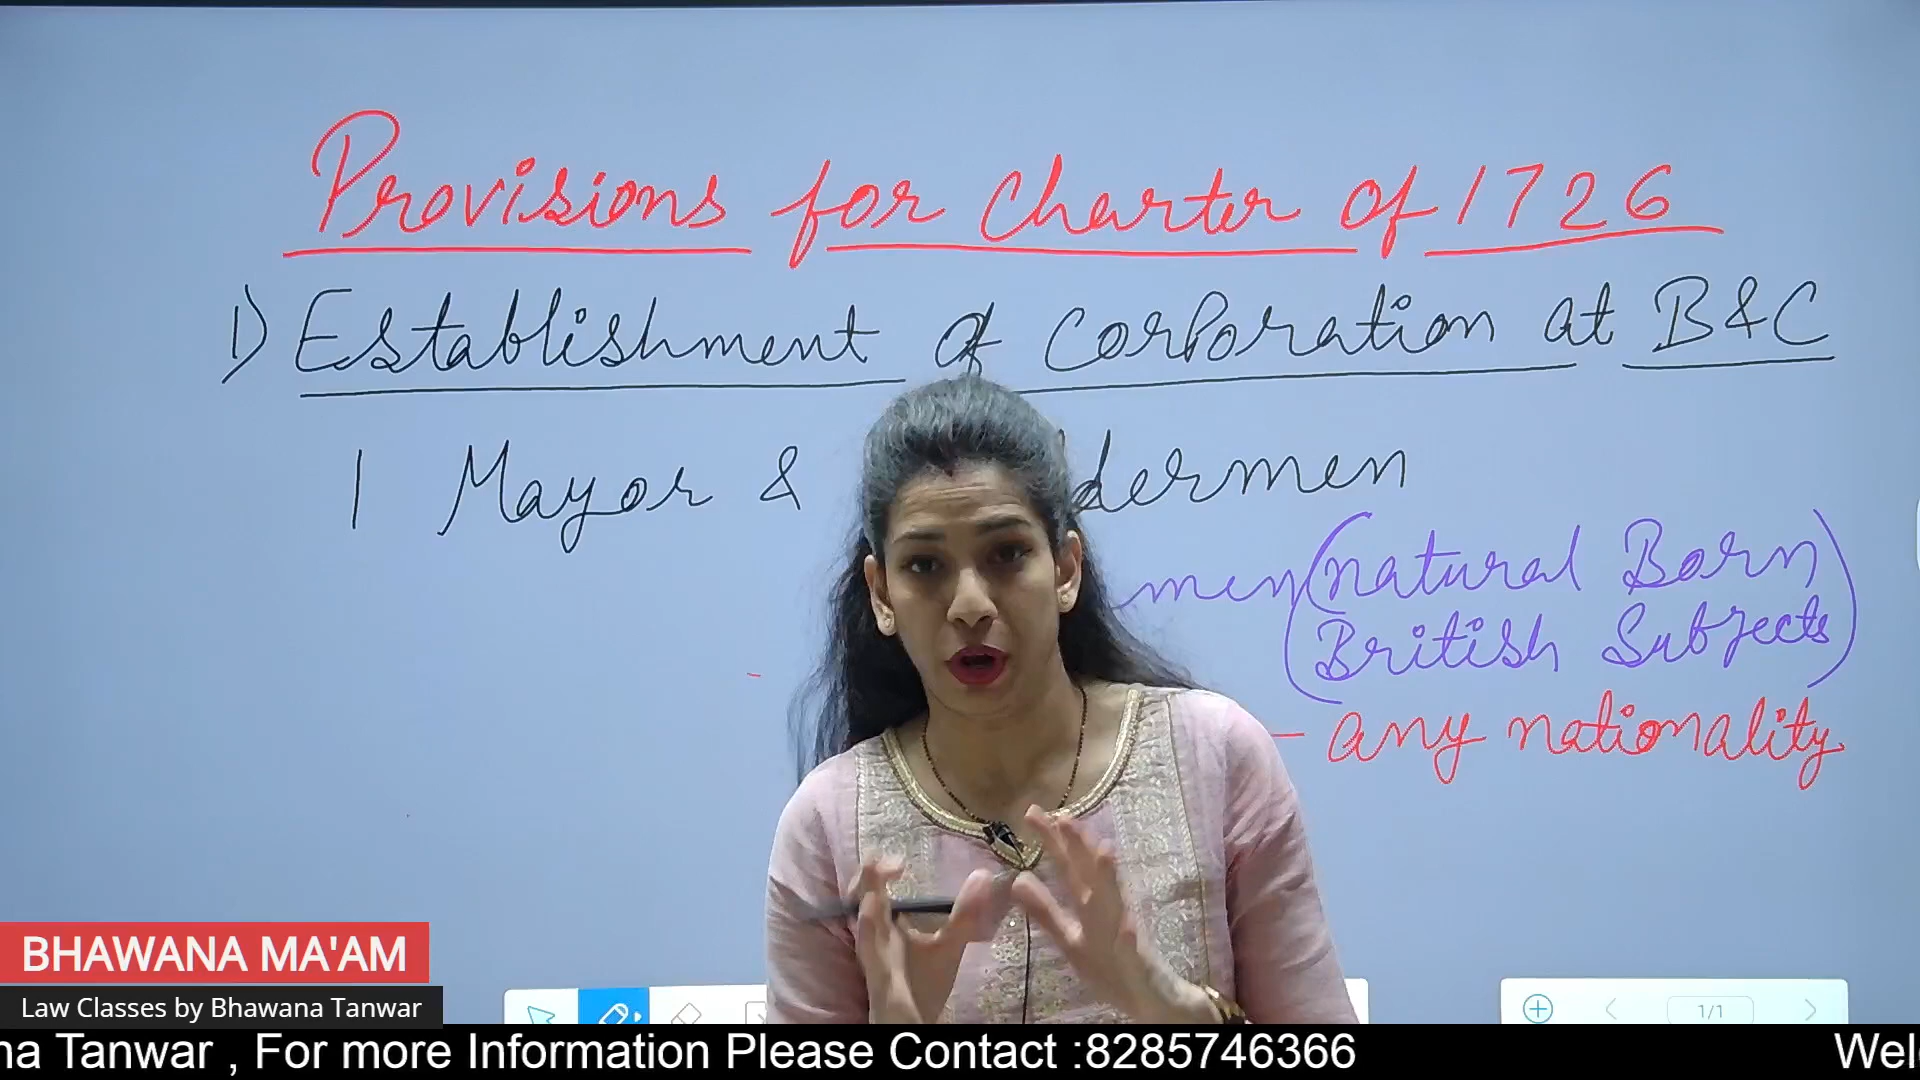 Provisions for Charter of 1726
1) Establishment of Corporation at B&C
1 Mayor & ldermen
men (natural Born
British Subjects)
- any nationality
BHAWANA MA'AM
Law Classes by Bhawana Tanwar
1/1
na Tanwar , For more Information Please Contact :8285746366
Wel